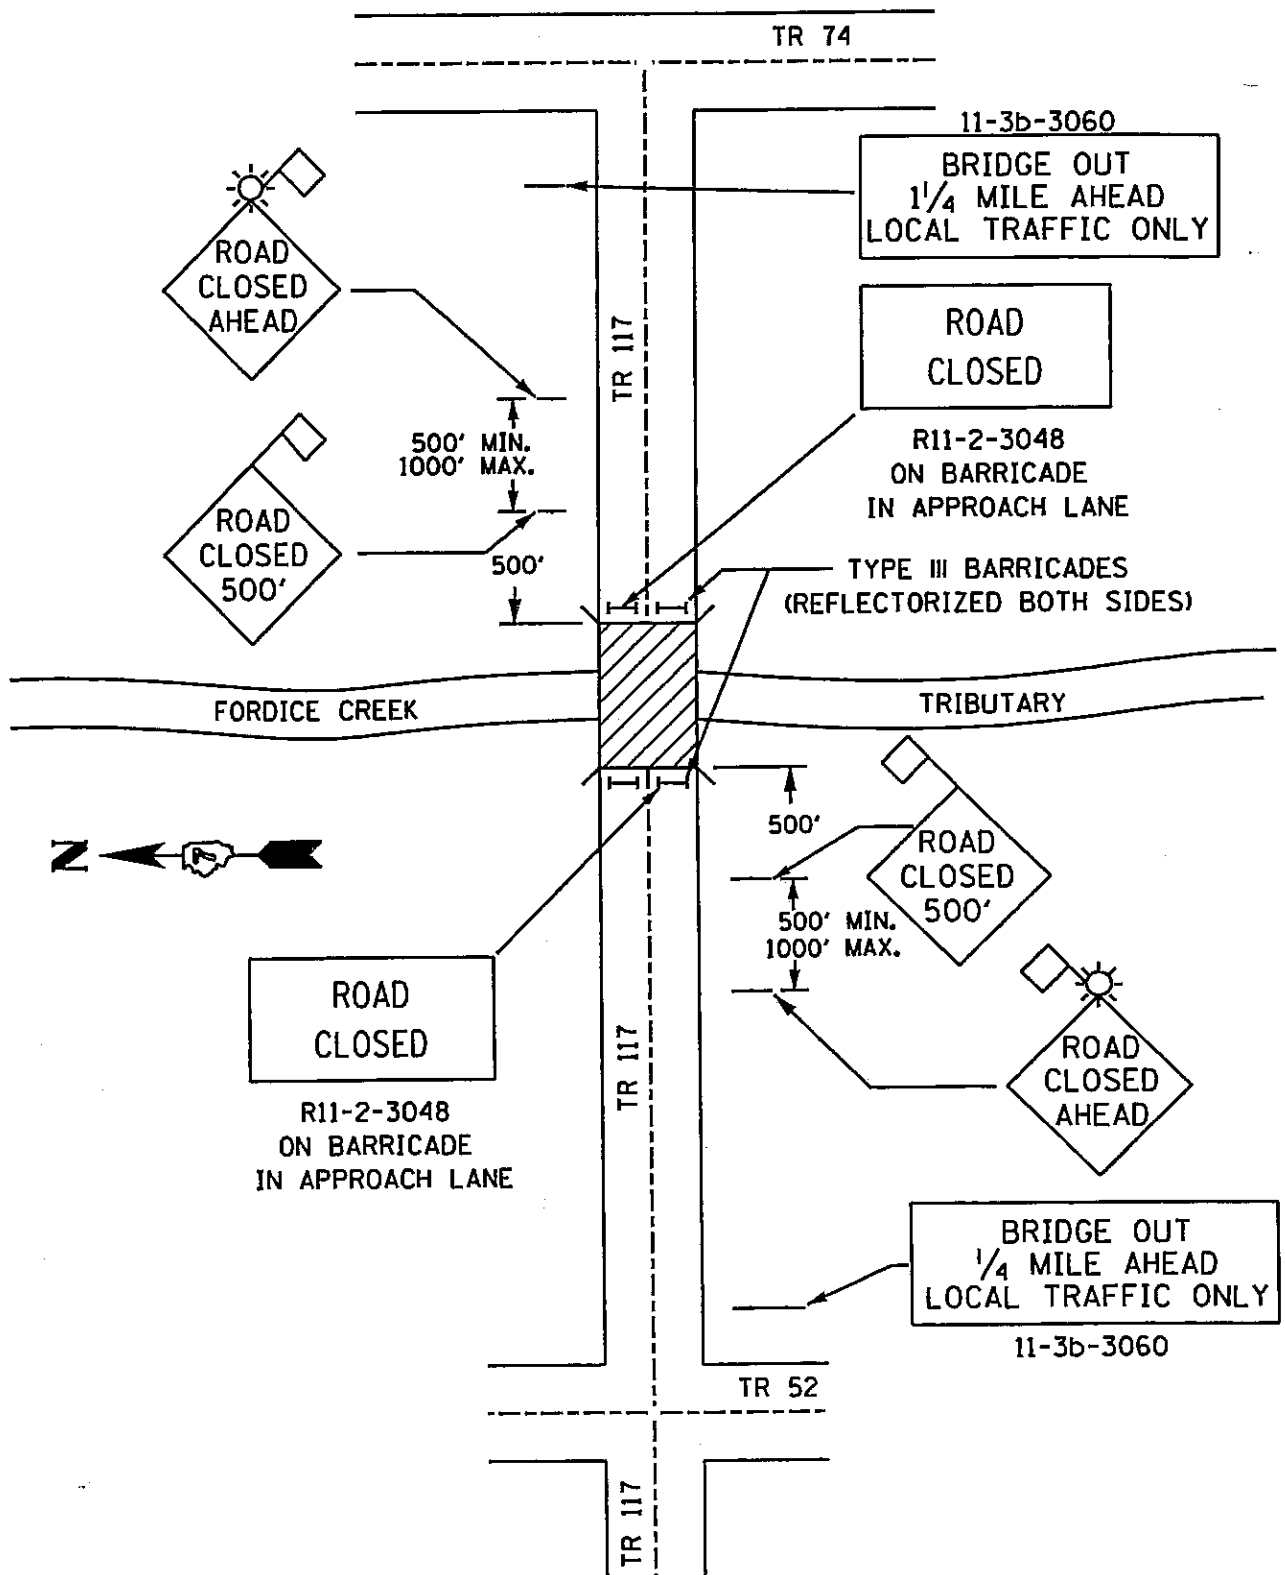 TR 74
11-3b-3060
BRIDGE OUT
1 1/4 MILE AHEAD
LOCAL TRAFFIC ONLY
ROAD
CLOSED
AHEAD
TR 117
ROAD
CLOSED
R11-2-3048
ON BARRICADE
IN APPROACH LANE
500' MIN.
1000' MAX.
ROAD
CLOSED
500'
500'
TYPE III BARRICADES
(REFLECTORIZED BOTH SIDES)
FORDICE CREEK
TRIBUTARY
N
500'
ROAD
CLOSED
500'
500' MIN.
1000' MAX.
ROAD
CLOSED
R11-2-3048
ON BARRICADE
IN APPROACH LANE
TR 117
ROAD
CLOSED
AHEAD
BRIDGE OUT
1/4 MILE AHEAD
LOCAL TRAFFIC ONLY
11-3b-3060
TR 52
TR 117